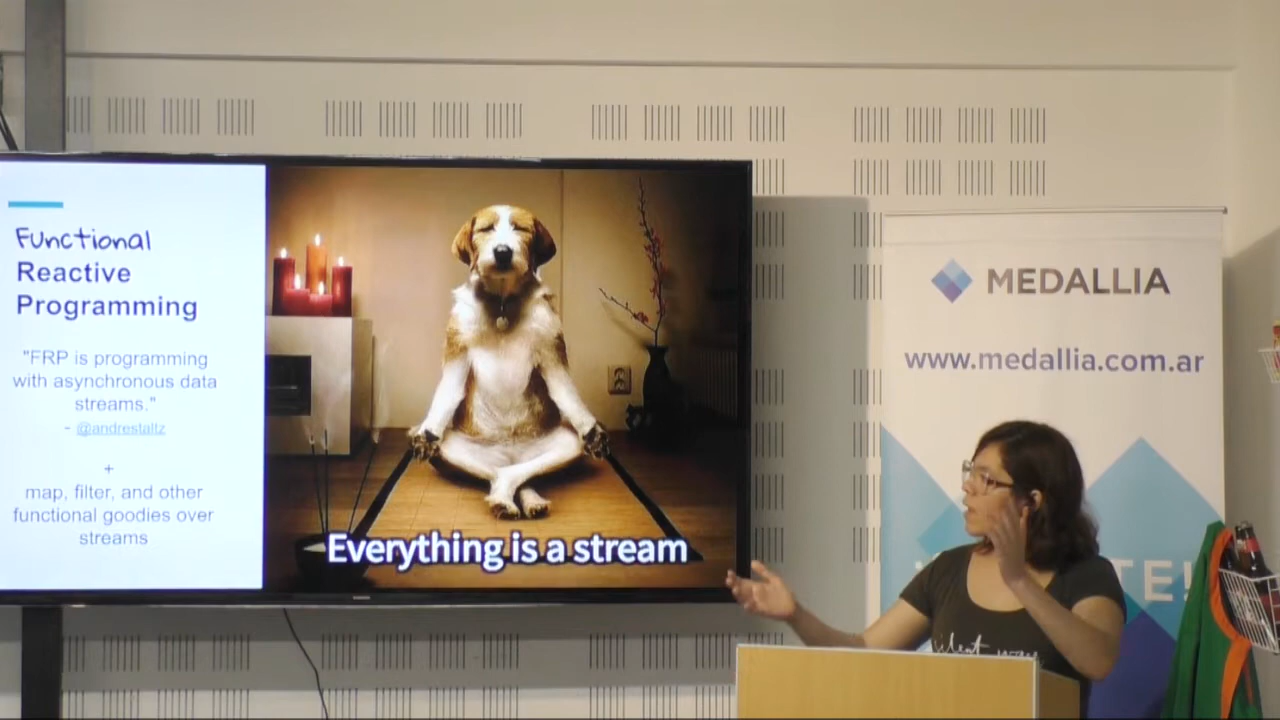 Functional
Reactive
Programming
"FRP is programming
with asynchronous data
streams."
- @andrestaltz
+
map, filter, and other
functional goodies over
streams
Everything is a stream
MEDALLIA
www.medallia.com.ar